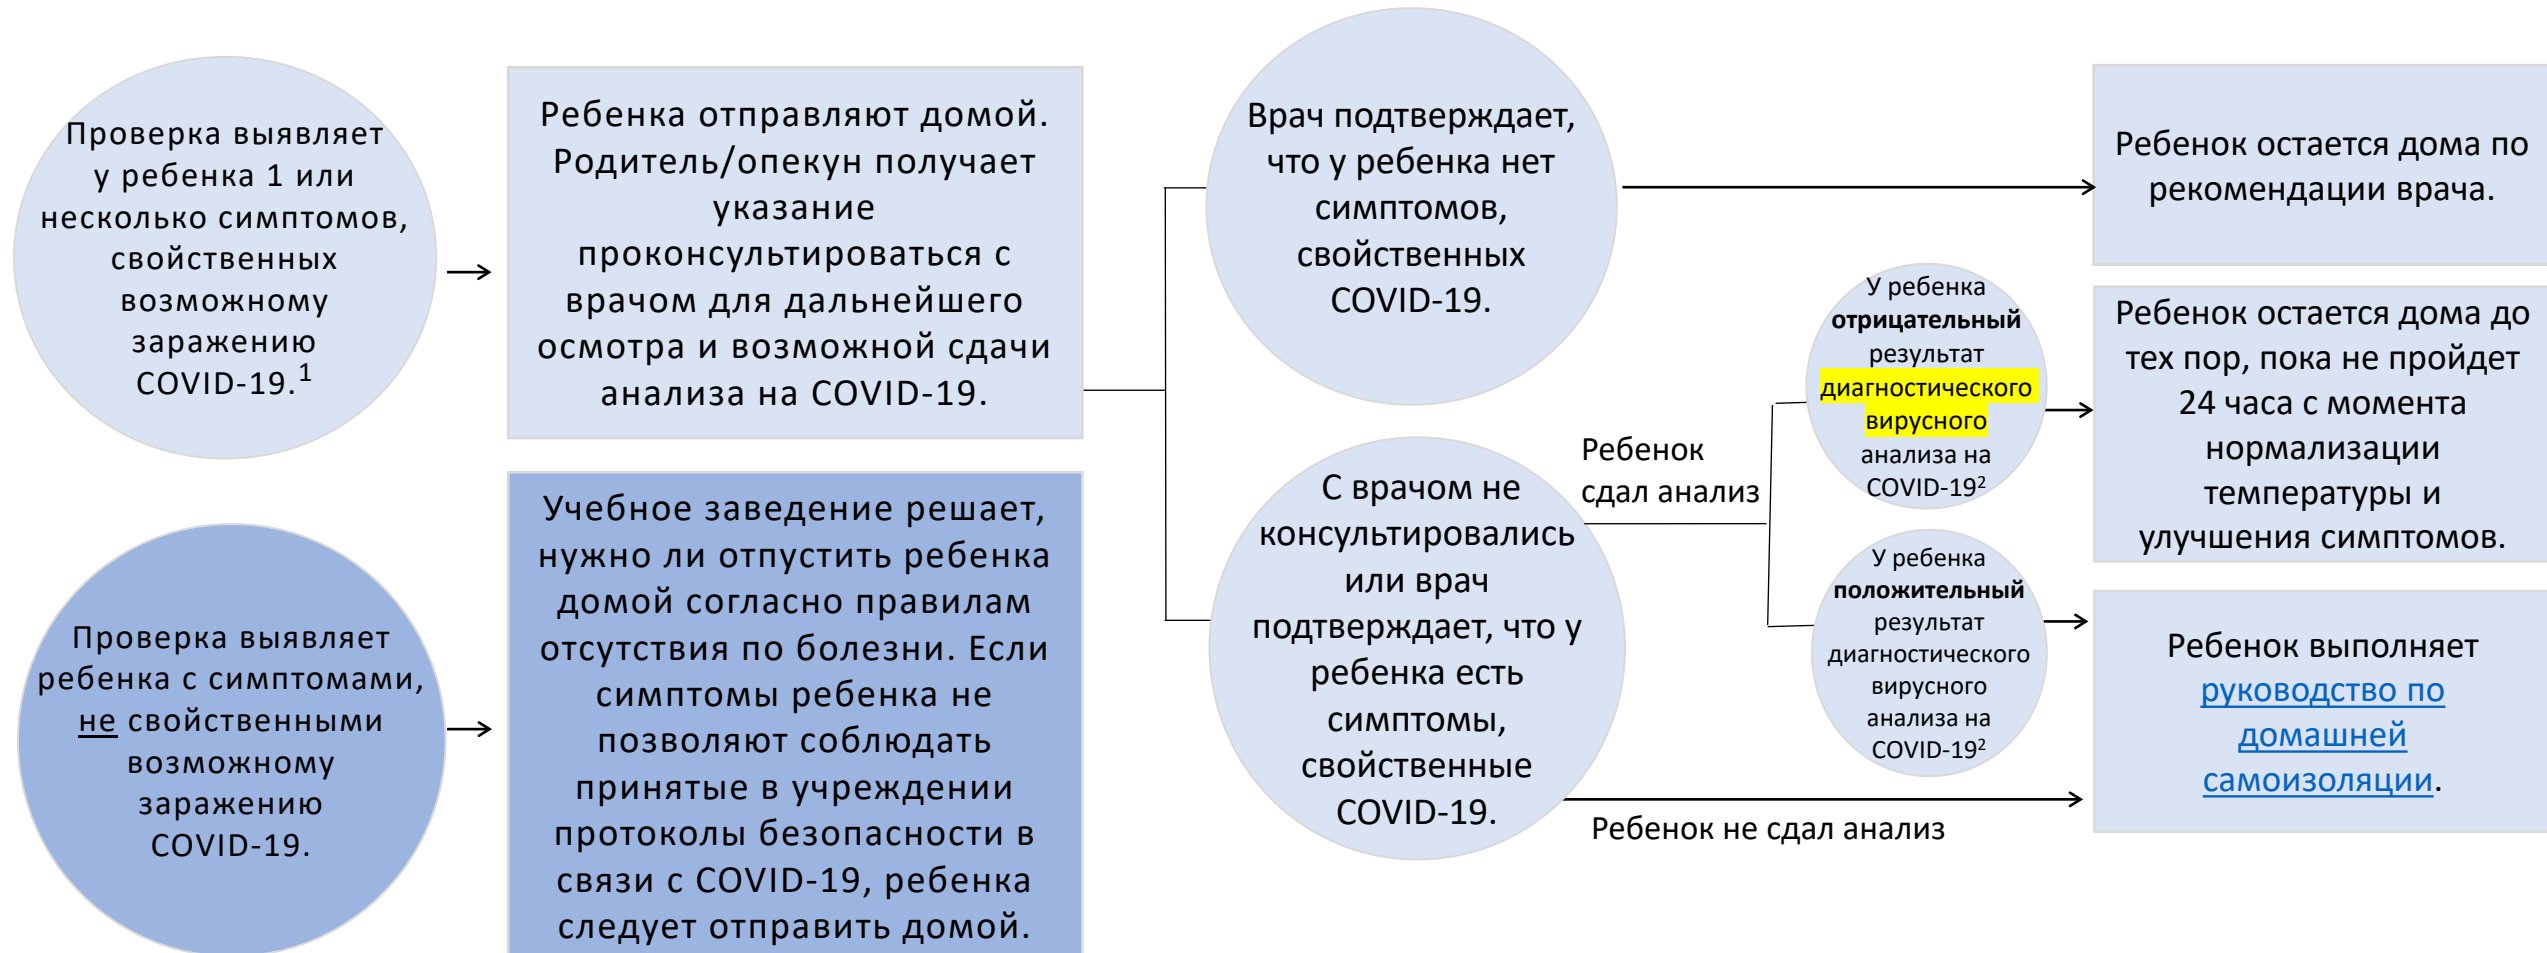 Проверка выявляет
у ребенка 1 или
несколько симптомов,
свойственных
возможному
заражению
COVID-19.1
Ребенка отправляют домой.
Родитель/опекун получает
указание
проконсультироваться с
врачом для дальнейшего
осмотра и возможной сдачи
анализа на COVID-19.
Врач подтверждает,
что у ребенка нет
симптомов,
свойственных
COVID-19.
Ребенок остается дома по
рекомендации врача.
Проверка выявляет
ребенка с симптомами,
не свойственными
возможному
заражению
COVID-19.
Учебное заведение решает,
нужно ли отпустить ребенка
домой согласно правилам
отсутствия по болезни. Если
симптомы ребенка не
позволяют соблюдать
принятые в учреждении
протоколы безопасности в
связи с COVID-19, ребенка
следует отправить домой.
С врачом не
консультировались
или врач
подтверждает, что у
ребенка есть
симптомы,
свойственные
COVID-19.
Ребенок
сдал анализ
У ребенка
отрицательный
результат
диагностического
вирусного
анализа на
COVID-19²
Ребенок остается дома до
тех пор, пока не пройдет
24 часа с момента
нормализации
температуры и
улучшения симптомов.
У ребенка
положительный
результат
диагностического
вирусного
анализа на
COVID-19²
Ребенок не сдал анализ
Ребенок выполняет
руководство по
домашней
самоизоляции.